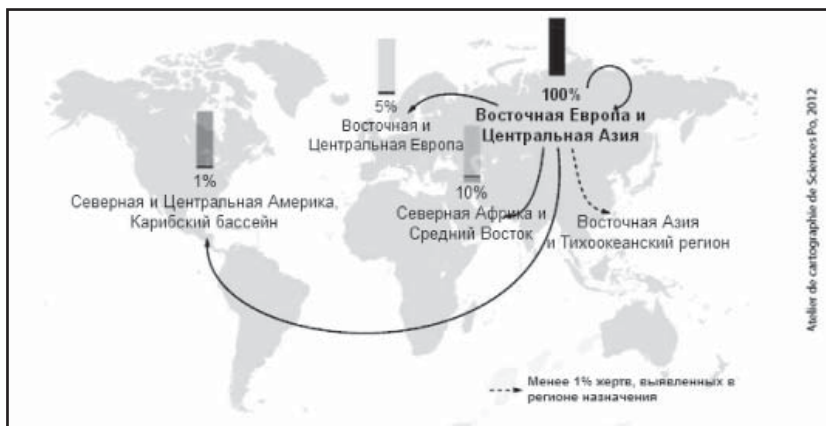 100%
Восточная Европа и
Центральная Азия
5%
Восточная и
Центральная Европа
1%
Северная и Центральная Америка,
Карибский бассейн
10%
Северная Африка и
Средний Восток
Восточная Азия
и Тихоокеанский регион
Менее 1% жертв, выявленных в
регионе назначения
Atelier de cartographie de Sciences Po, 2012